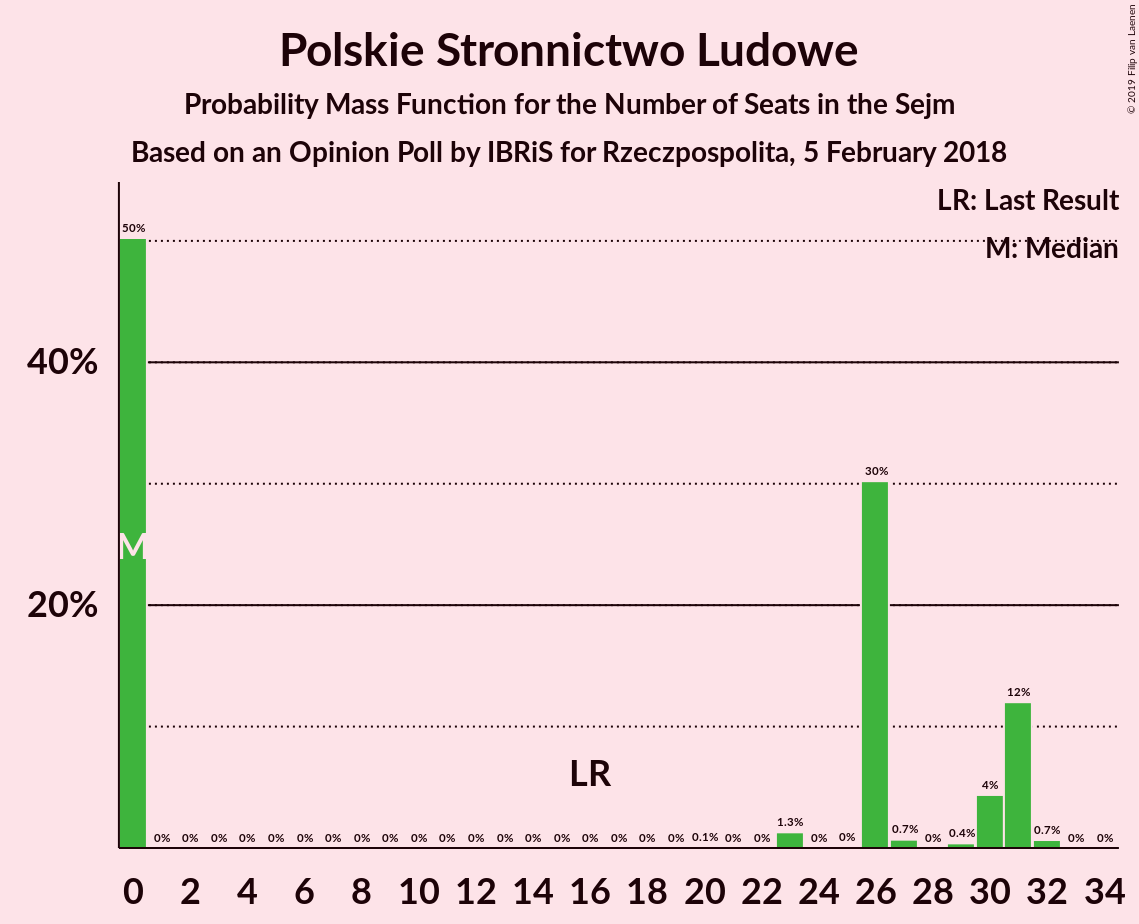 Polskie Stronnictwo Ludowe
Probability Mass Function for the Number of Seats in the Sejm
Based on an Opinion Poll by IBRiS for Rzeczpospolita, 5 February 2018
© 2019 Filip van Laenen
LR: Last Result
M: Median
40%
20%
50%
M
0% 0% 0% 0% 0% 0% 0% 0% 0% 0% 0% 0% 0% 0% 0% 0% 0% 0% 0% 0.1% 0% 0% 1.3% 0% 0% 30% 0.7% 0% 0.4% 4% 12% 0.7% 0% 0%
LR
0 2 4 6 8 10 12 14 16 18 20 22 24 26 28 30 32 34